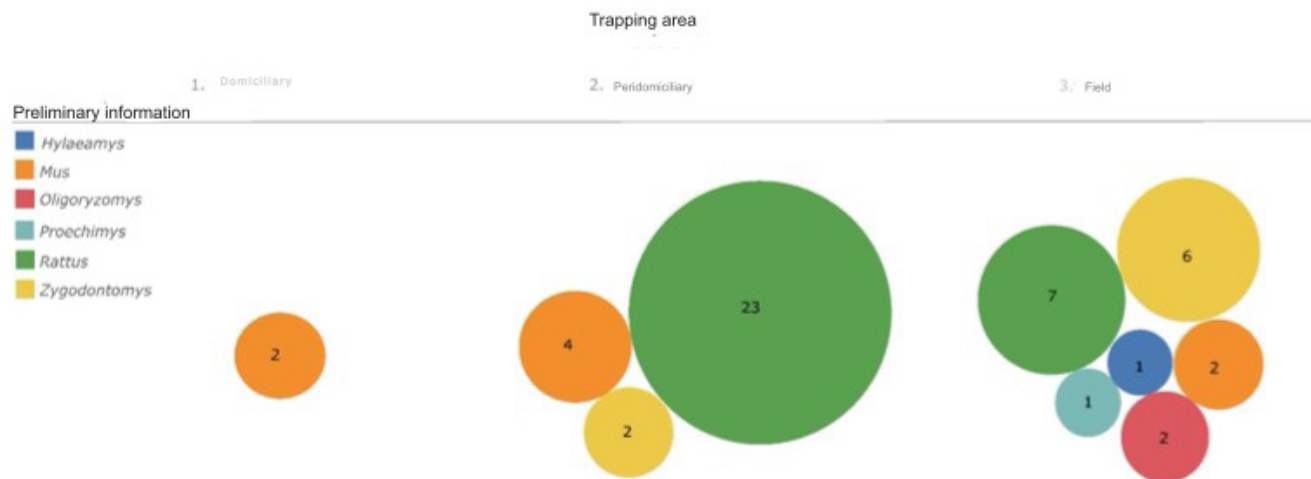 Trapping area
1. Domiciliary
2. Peridomiciliary
3. Field
Preliminary information
Hylaeamys
Mus
Oligoryzomys
Proechimys
Rattus
Zygodontomys
2
4
23
2
7
6
1
2
1
2